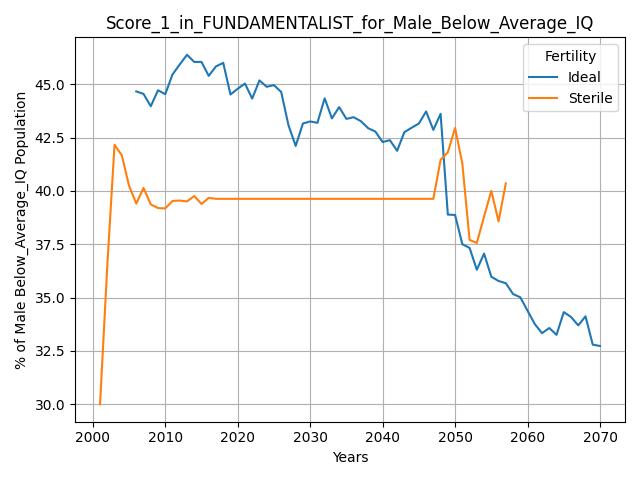 Score_1_in_FUNDAMENTALIST_for_Male_Below_Average_IQ
Fertility
Ideal
Sterile
% of Male Below_Average_IQ Population
45.0
42.5
40.0
37.5
35.0
32.5
30.0
2000
2010
2020
2030
2040
2050
2060
2070
Years